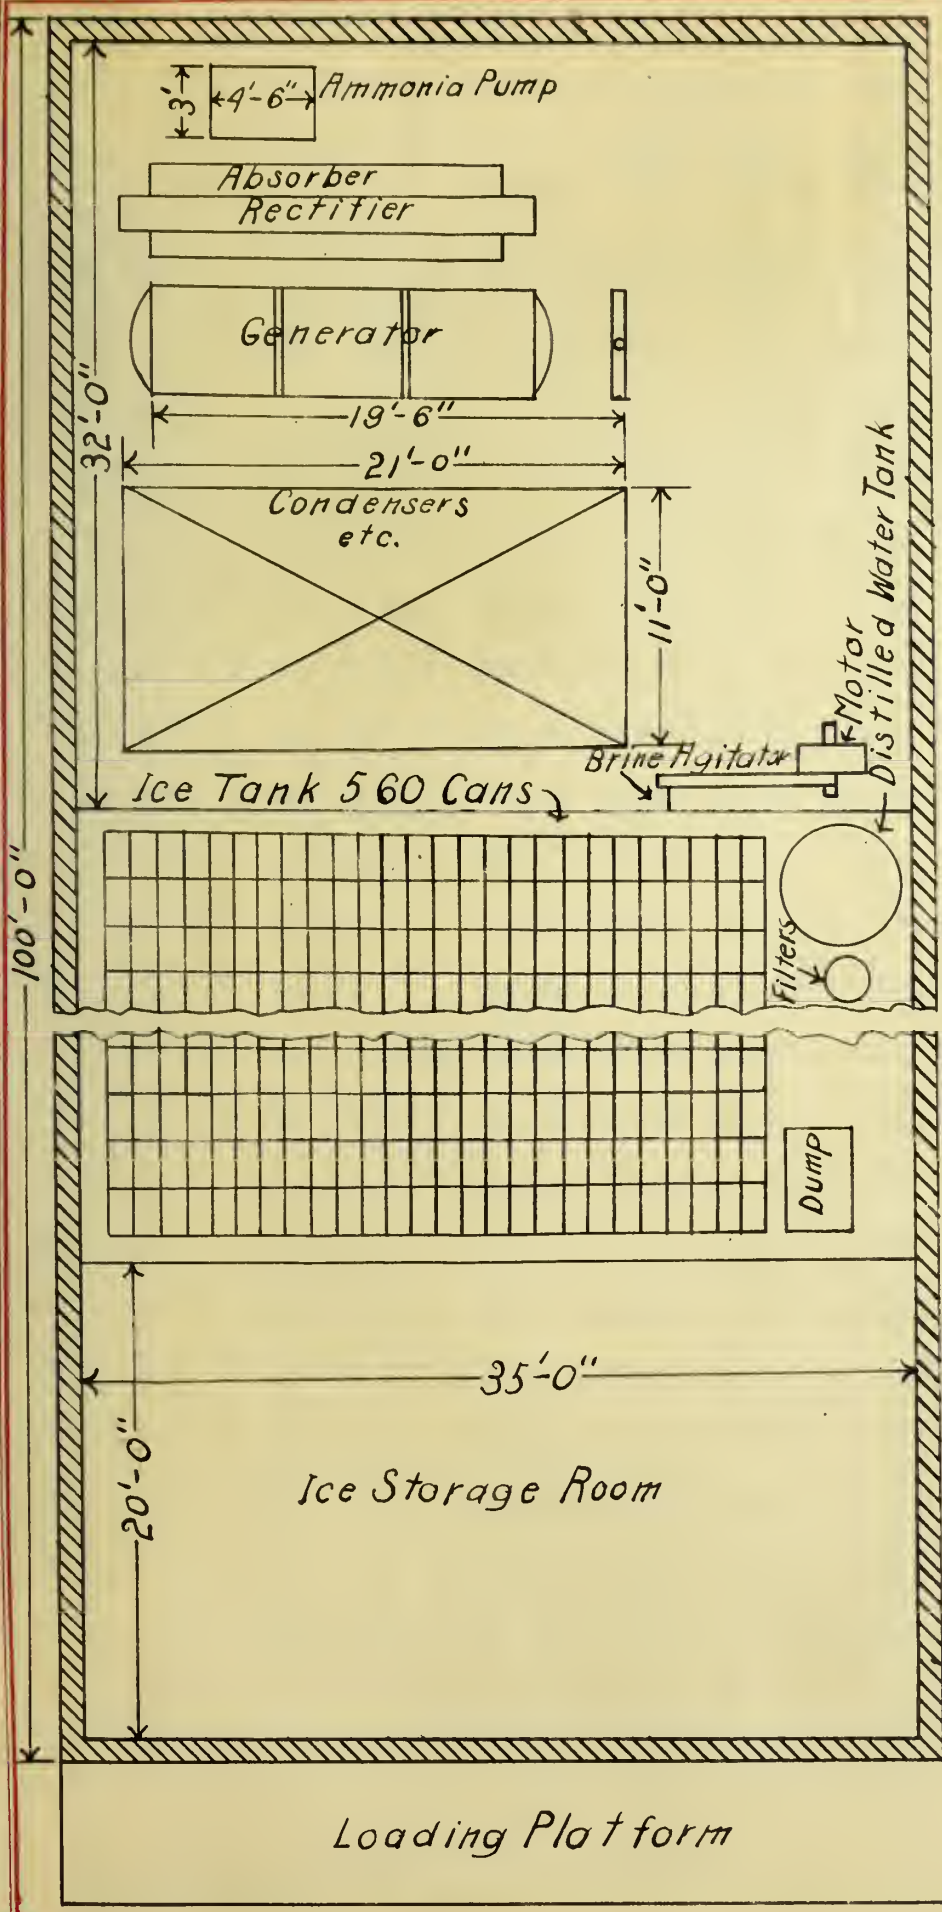 3'
4'-6"
Ammonia Pump
Absorber
Rectifier
Generator
19'-6"
32'-0"
21'-0"
Condensers
etc.
11'-0"
Motor
Distilled Water Tank
Brine Agitator
Ice Tank 560 Cans
100'-0"
Filters
Dump
35'-0"
20'-0"
Ice Storage Room
Loading Platform